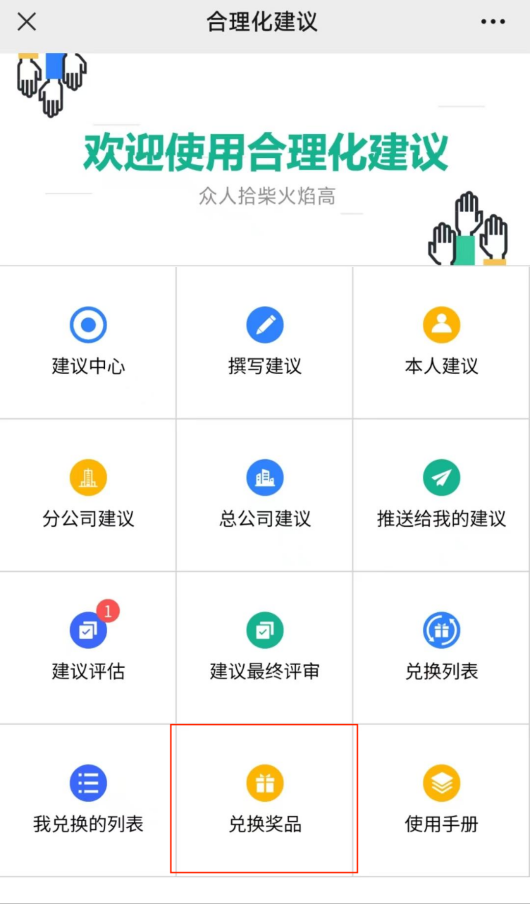 合理化建议
欢迎使用合理化建议
众人拾柴火焰高
建议中心
撰写建议
本人建议
分公司建议
总公司建议
推送给我的建议
1
建议评估
建议最终评审
兑换列表
我兑换的列表
兑换奖品
使用手册